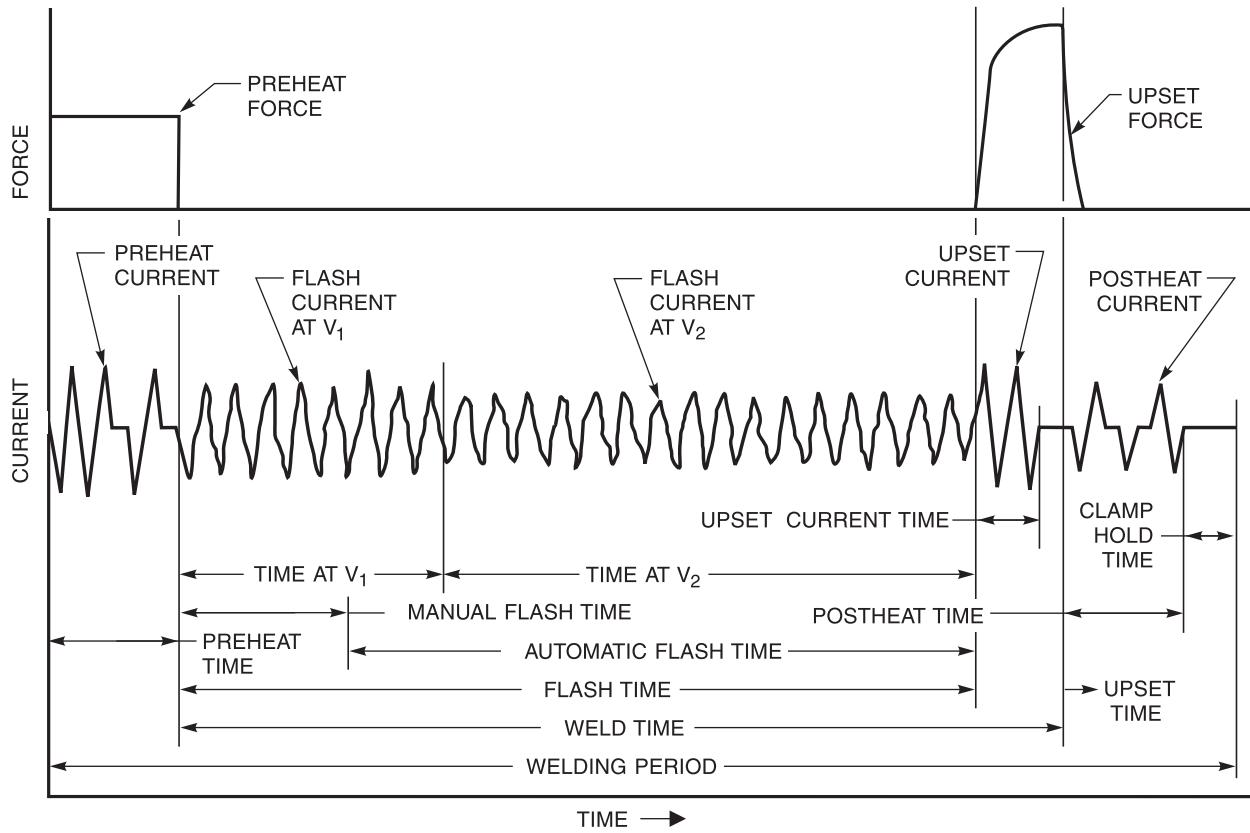 FORCE
PREHEAT
FORCE
UPSET
FORCE
CURRENT
PREHEAT
CURRENT
FLASH
CURRENT
AT V1
FLASH
CURRENT
AT V2
UPSET
CURRENT
POSTHEAT
CURRENT
UPSET CURRENT TIME
CLAMP
HOLD
TIME
TIME AT V1
TIME AT V2
MANUAL FLASH TIME
POSTHEAT TIME
PREHEAT
TIME
AUTOMATIC FLASH TIME
FLASH TIME
UPSET
TIME
WELD TIME
WELDING PERIOD
TIME